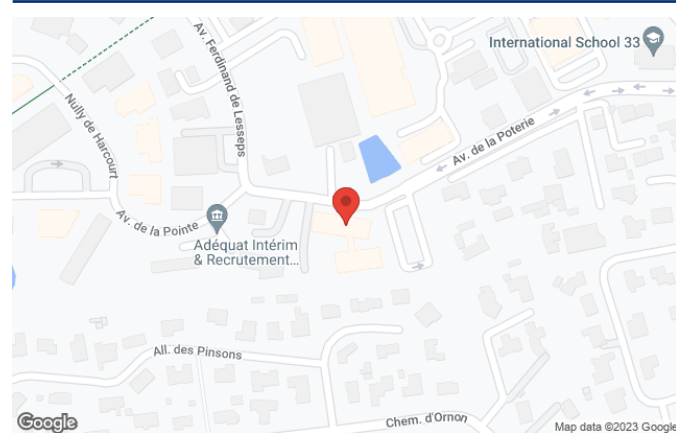 International School 33
Av. Ferdinand de Lesseps
Nully de Harcourt
Av. de la Poterie
Av. de la Pointe
Adéquat Intérim
& Recrutement...
All. des Pinsons
Chem. d'Ornon
Google
Map data ©2023 Google